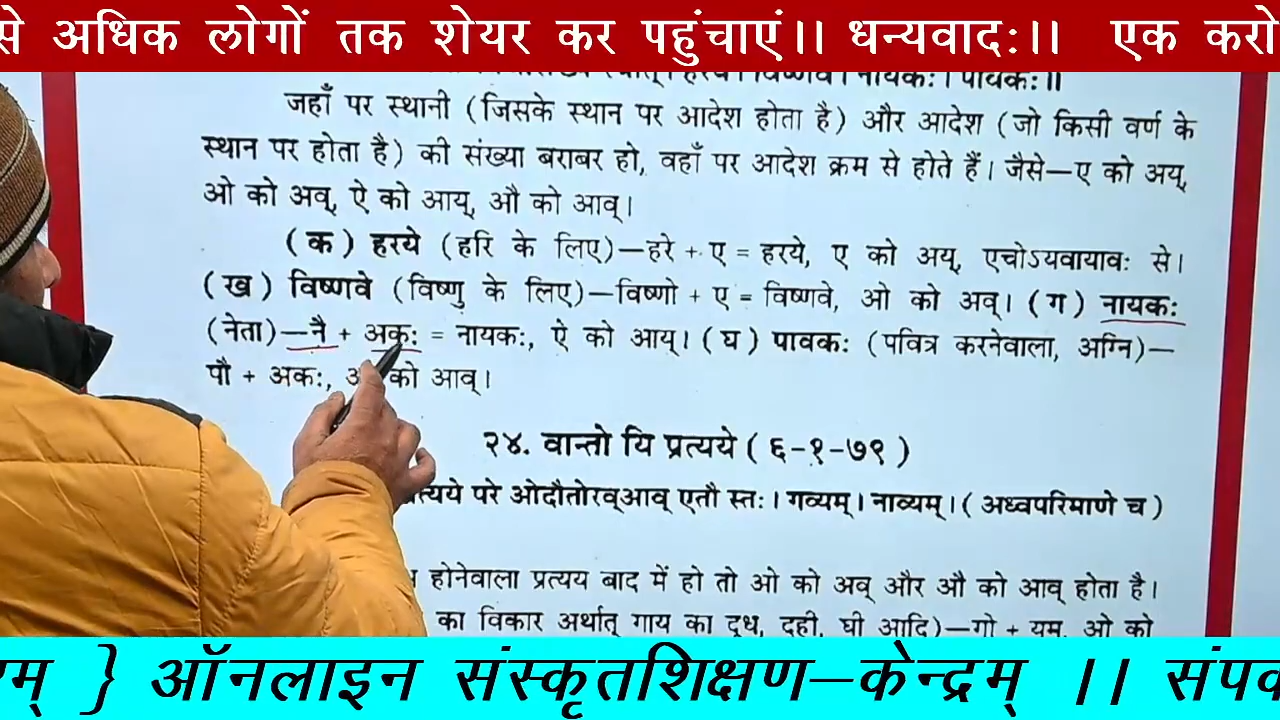 से अधिक लोगों तक शेयर कर पहुंचाएं।। धन्यवादः।। एक करो
नायकः। पावकः॥
जहाँ पर स्थानी (जिसके स्थान पर आदेश होता है) और आदेश (जो किसी वर्ण के
स्थान पर होता है) की संख्या बराबर हो, वहाँ पर आदेश क्रम से होते हैं। जैसे—ए को अय्,
ओ को अव्, ऐ को आय्, औ को आव्।
(क) हरये (हरि के लिए)—हरे + ए = हरये, ए को अय्, एचोऽयवायावः से।
(ख) विष्णवे (विष्णु के लिए)—विष्णो + ए = विष्णवे, ओ को अव्। (ग) नायकः
(नेता)—नै + अकः = नायकः, ऐ को आय्। (घ) पावकः (पवित्र करनेवाला, अग्नि)—
पौ + अकः, को आव्।
२४. वान्तो यि प्रत्यये (६-१-७९)
परे ओदौतोरव्आव् एतौ स्तः। गव्यम्। नाव्यम्। (अध्वपरिमाणे च)
होनेवाला प्रत्यय बाद में हो तो ओ को अव् और औ को आव् होता है।
का विकार अर्थात् गाय का दूध, दही, घी आदि)—गो + यम्, ओ को
म् } ऑनलाइन संस्कृतशिक्षण–केन्द्रम् ।। संपर्क